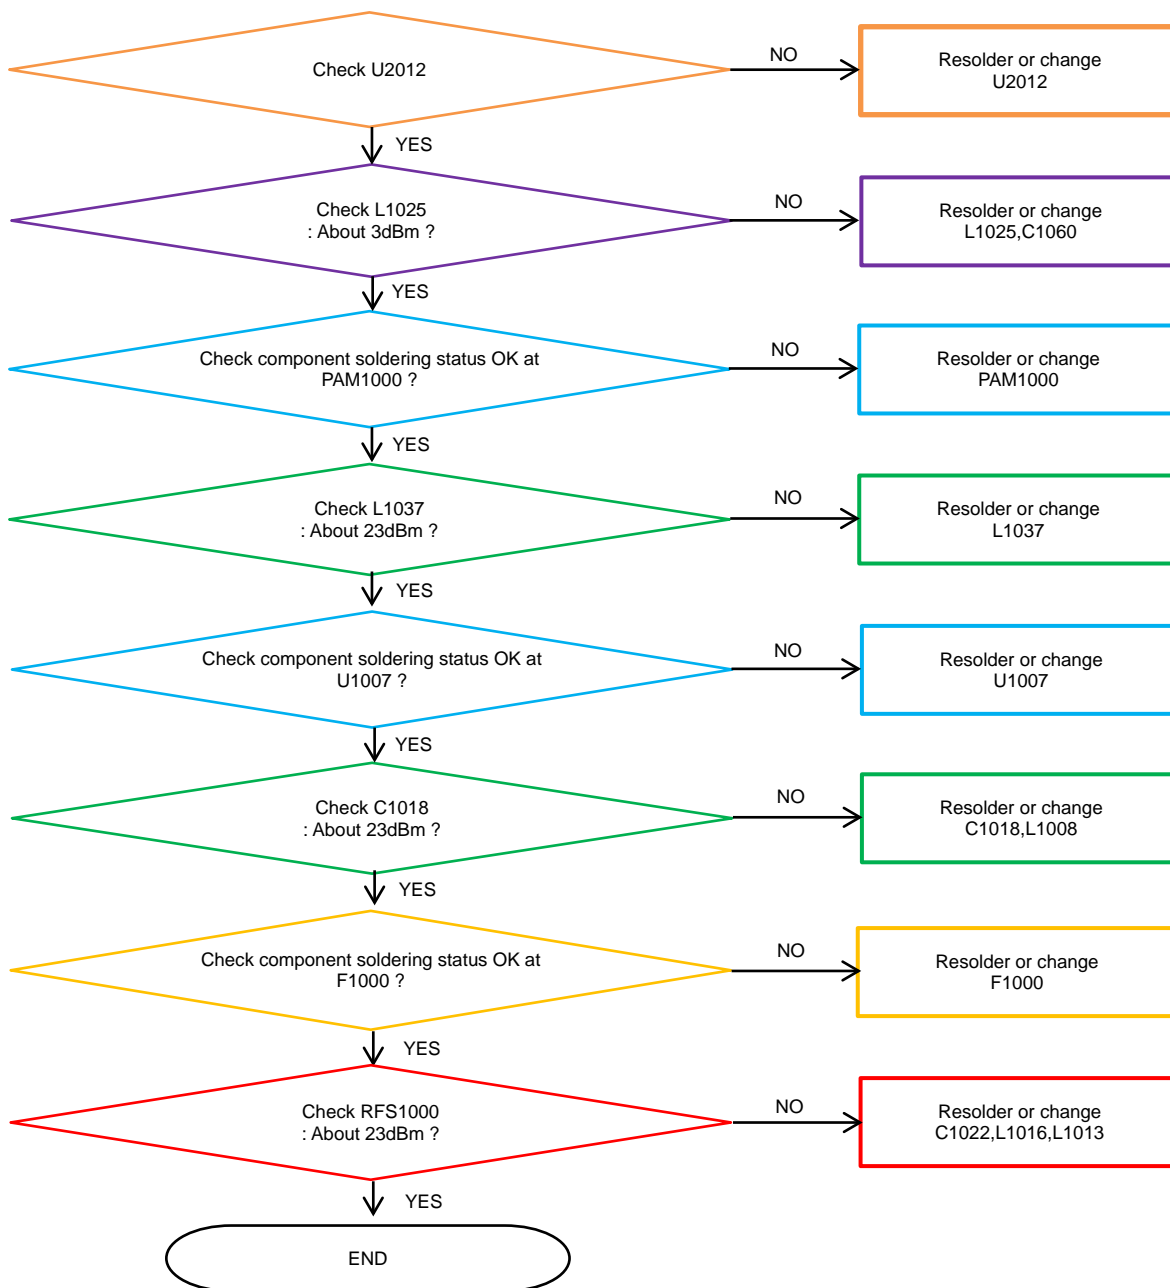 Check U2012
NO
Resolder or change
U2012
YES
Check L1025
: About 3dBm ?
NO
Resolder or change
L1025,C1060
YES
Check component soldering status OK at
PAM1000 ?
NO
Resolder or change
PAM1000
YES
Check L1037
: About 23dBm ?
NO
Resolder or change
L1037
YES
Check component soldering status OK at
U1007 ?
NO
Resolder or change
U1007
YES
Check C1018
: About 23dBm ?
NO
Resolder or change
C1018,L1008
YES
Check component soldering status OK at
F1000 ?
NO
Resolder or change
F1000
YES
Check RFS1000
: About 23dBm ?
NO
Resolder or change
C1022,L1016,L1013
YES
END